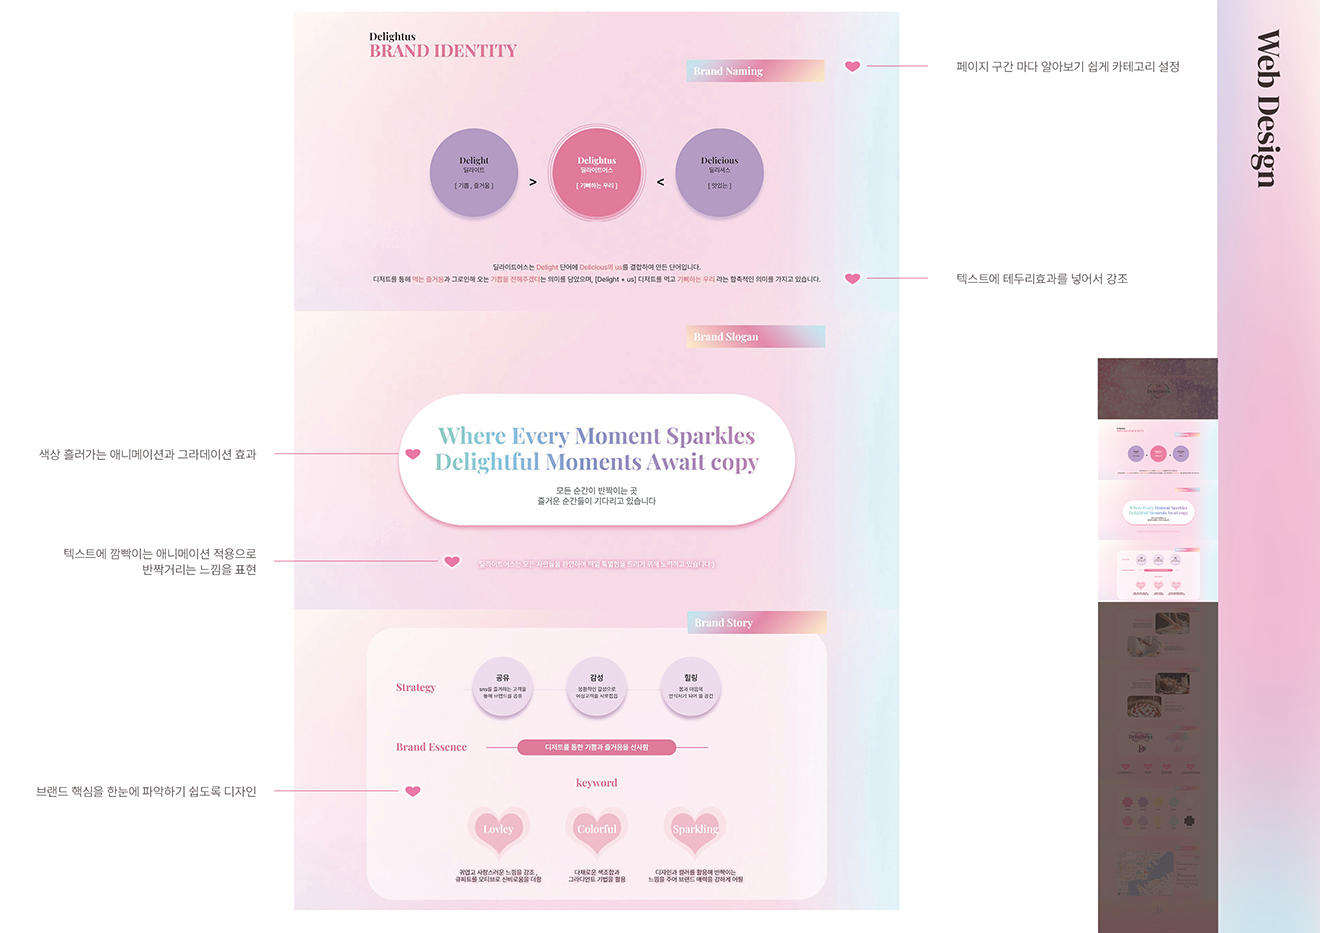 Delightus
BRAND IDENTITY
Brand Naming
페이지 구간 마다 알아보기 쉽게 카테고리 설정
Web Design
Delight
딜라이트
[ 기쁨 , 즐거움 ]
>
Delightus
딜라이트어스
[ 기뻐하는 우리 ]
<
Delicious
딜리셔스
[ 맛있는 ]
딜라이트어스는 Delight 단어에 Delicious의 us를 결합하여 만든 단어입니다.
디저트를 통해 먹는 즐거움과 그로인해 오는 기쁨을 전해주겠다는 의미를 담았으며, [Delight + us] 디저트를 먹고 기뻐하는 우리 라는 함축적인 의미를 가지고 있습니다.
텍스트에 테두리효과를 넣어서 강조
Brand Slogan
Where Every Moment Sparkles
Delightful Moments Await copy
모든 순간이 반짝이는 곳
즐거운 순간들이 기다리고 있습니다
색상 흘러가는 애니메이션과 그라데이션 효과
텍스트에 깜빡이는 애니메이션 적용으로
반짝거리는 느낌을 표현
Brand Story
Strategy
공유
sns을 즐겨하는 고객을
통해 브랜드를 공유
감성
몽환적인 감성으로
여심고객을 사로잡음
힐링
몸과 마음의
안식처가 되어 줄 공간
Brand Essence
디저트를 통한 기쁨과 즐거움을 선사함
keyword
브랜드 핵심을 한눈에 파악하기 쉽도록 디자인
Lovley
Colorful
Sparkling
귀엽고 사랑스러운 느낌을 강조 ,
큐피트를 모티브로 신비로움을 더함
다채로운 색조합과
그라디언트 기법을 활용
디자인과 컬러를 활용해 반짝이는
느낌을 주어 브랜드 매력을 강하게 어필